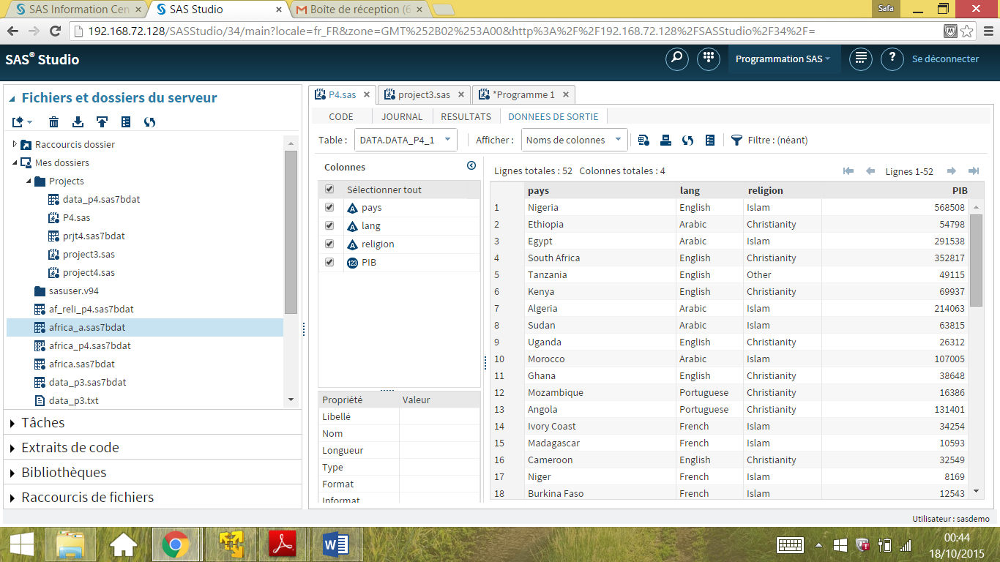 SAS Information Cen
SAS Studio
Boîte de réception (6
Safa
192.168.72.128/SASStudio/34/main?locale=fr_FR&zone=GMT%252B02%253A00&http%3A%2F%2F192.168.72.128%2FSASStudio%2F34%2F=
SAS® Studio
Programmation SAS
?
Se déconnecter
Fichiers et dossiers du serveur
Raccourcis dossier
Mes dossiers
Projects
data_p4.sas7bdat
P4.sas
prjt4.sas7bdat
project3.sas
project4.sas
sasuser.v94
af_reli_p4.sas7bdat
africa_a.sas7bdat
africa_p4.sas7bdat
africa.sas7bdat
data_p3.sas7bdat
data_p3.txt
Tâches
Extraits de code
Bibliothèques
Raccourcis de fichiers
P4.sas project3.sas *Programme 1
CODE JOURNAL RESULTATS DONNEES DE SORTIE
Table : DATA.DATA_P4_1 Afficher : Noms de colonnes Filtre : (néant)
Colonnes
Sélectionner tout
pays
lang
religion
123 PIB
Propriété Valeur
Libellé
Nom
Longueur
Type
Format
Informat
Lignes totales : 52 Colonnes totales : 4 Lignes 1-52
pays lang religion PIB
1 Nigeria English Islam 568508
2 Ethiopia Arabic Christianity 54798
3 Egypt Arabic Islam 291538
4 South Africa English Christianity 352817
5 Tanzania English Other 49115
6 Kenya English Christianity 69937
7 Algeria Arabic Islam 214063
8 Sudan Arabic Islam 63815
9 Uganda English Christianity 26312
10 Morocco Arabic Islam 107005
11 Ghana English Christianity 38648
12 Mozambique Portuguese Christianity 16386
13 Angola Portuguese Christianity 131401
14 Ivory Coast French Islam 34254
15 Madagascar French Islam 10593
16 Cameroon English Christianity 32549
17 Niger French Islam 8169
18 Burkina Faso French Islam 12543
Utilisateur : sasdemo
00:44
18/10/2015